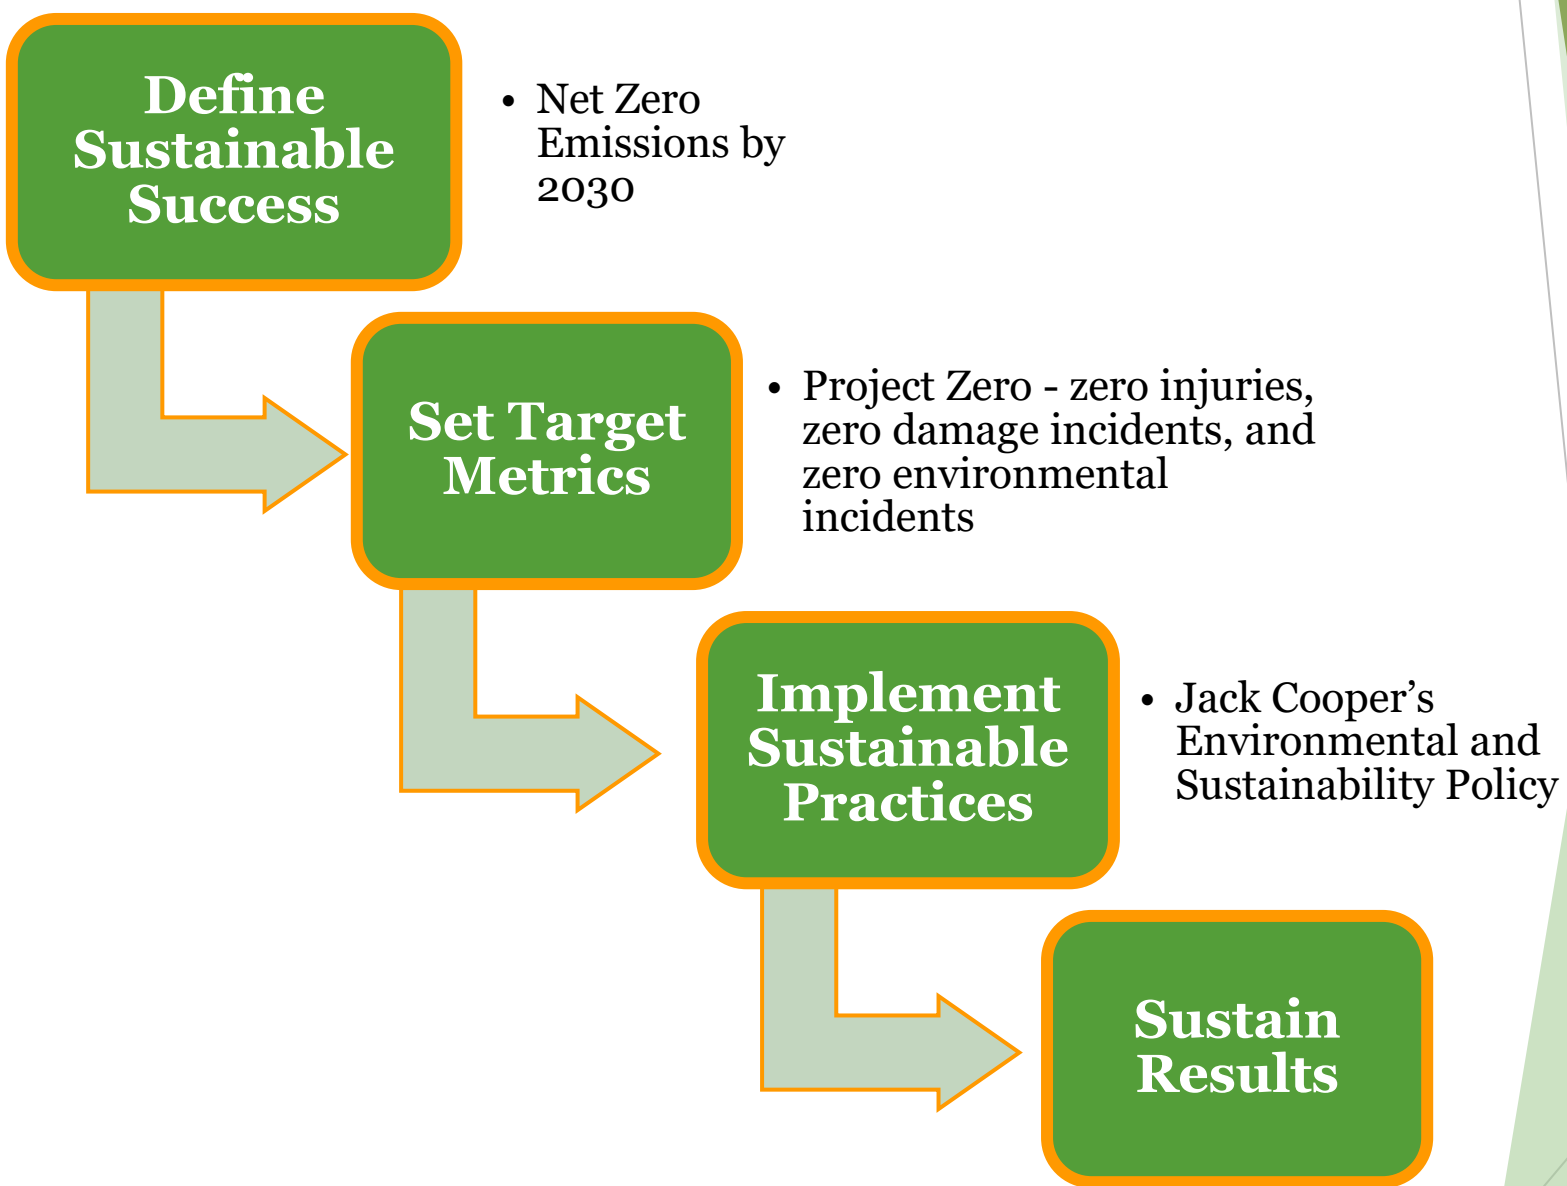 Define
Sustainable
Success
• Net Zero
Emissions by
2030
Set Target
Metrics
• Project Zero - zero injuries,
zero damage incidents, and
zero environmental
incidents
Implement
Sustainable
Practices
• Jack Cooper’s
Environmental and
Sustainability Policy
Sustain
Results